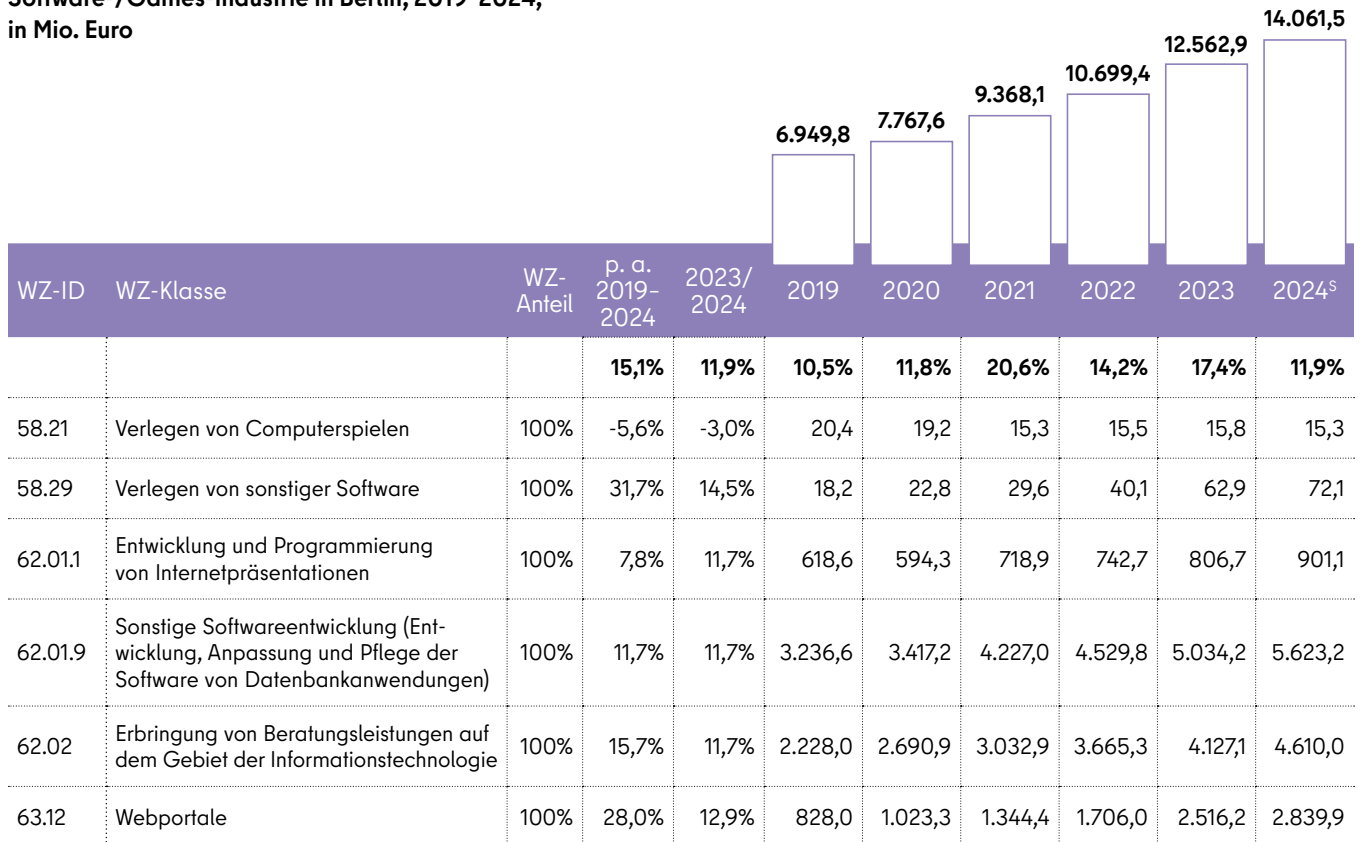 Software-/Games-Industrie in Berlin, 2019–2024,
in Mio. Euro
6.949,8 7.767,6 9.368,1 10.699,4 12.562,9 14.061,5
WZ-ID WZ-Klasse WZ-Anteil p. a. 2019–2024 2023/2024 2019 2020 2021 2022 2023 2024ˢ
15,1% 11,9% 10,5% 11,8% 20,6% 14,2% 17,4% 11,9%
58.21 Verlegen von Computerspielen 100% -5,6% -3,0% 20,4 19,2 15,3 15,5 15,8 15,3
58.29 Verlegen von sonstiger Software 100% 31,7% 14,5% 18,2 22,8 29,6 40,1 62,9 72,1
62.01.1 Entwicklung und Programmierung
von Internetpräsentationen 100% 7,8% 11,7% 618,6 594,3 718,9 742,7 806,7 901,1
62.01.9 Sonstige Softwareentwicklung (Ent-
wicklung, Anpassung und Pflege der
Software von Datenbankanwendungen) 100% 11,7% 11,7% 3.236,6 3.417,2 4.227,0 4.529,8 5.034,2 5.623,2
62.02 Erbringung von Beratungsleistungen auf
dem Gebiet der Informationstechnologie 100% 15,7% 11,7% 2.228,0 2.690,9 3.032,9 3.665,3 4.127,1 4.610,0
63.12 Webportale 100% 28,0% 12,9% 828,0 1.023,3 1.344,4 1.706,0 2.516,2 2.839,9